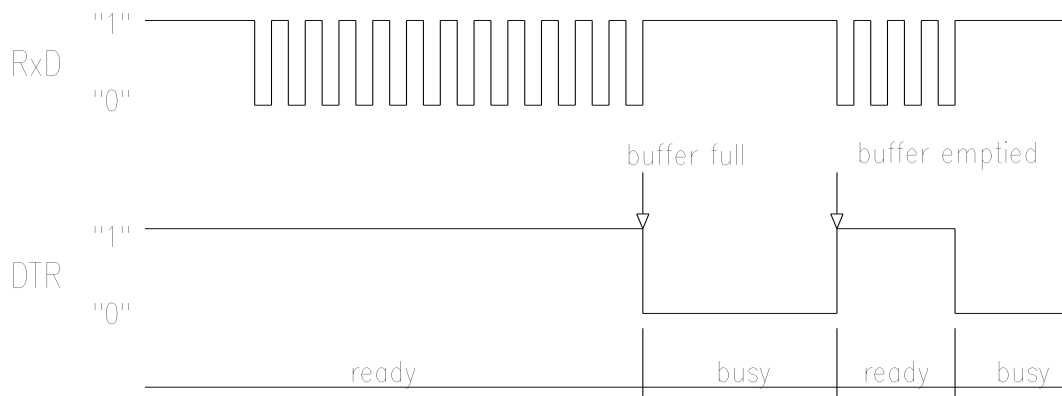 "1"
RxD
"0"
buffer full
buffer emptied
"1"
DTR
"0"
ready
busy
ready
busy